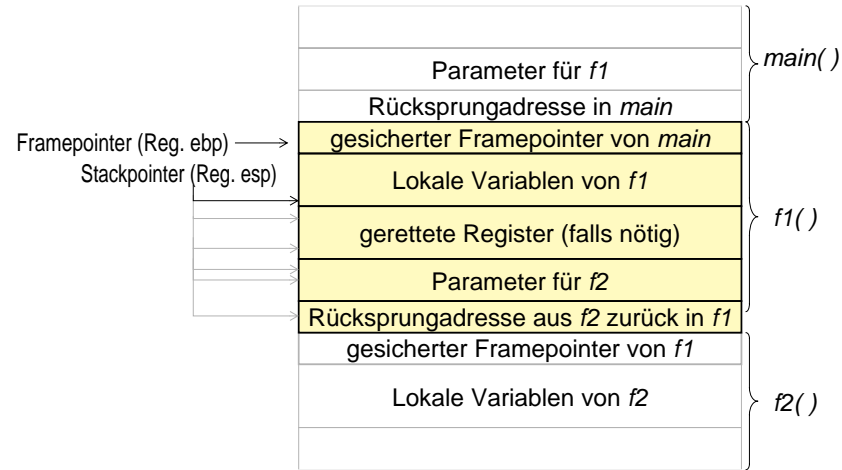 main( )
Parameter für f1
Rücksprungadresse in main
Framepointer (Reg. ebp)
gesicherter Framepointer von main
Stackpointer (Reg. esp)
Lokale Variablen von f1
f1( )
gerettete Register (falls nötig)
Parameter für f2
Rücksprungadresse aus f2 zurück in f1
gesicherter Framepointer von f1
Lokale Variablen von f2
f2( )